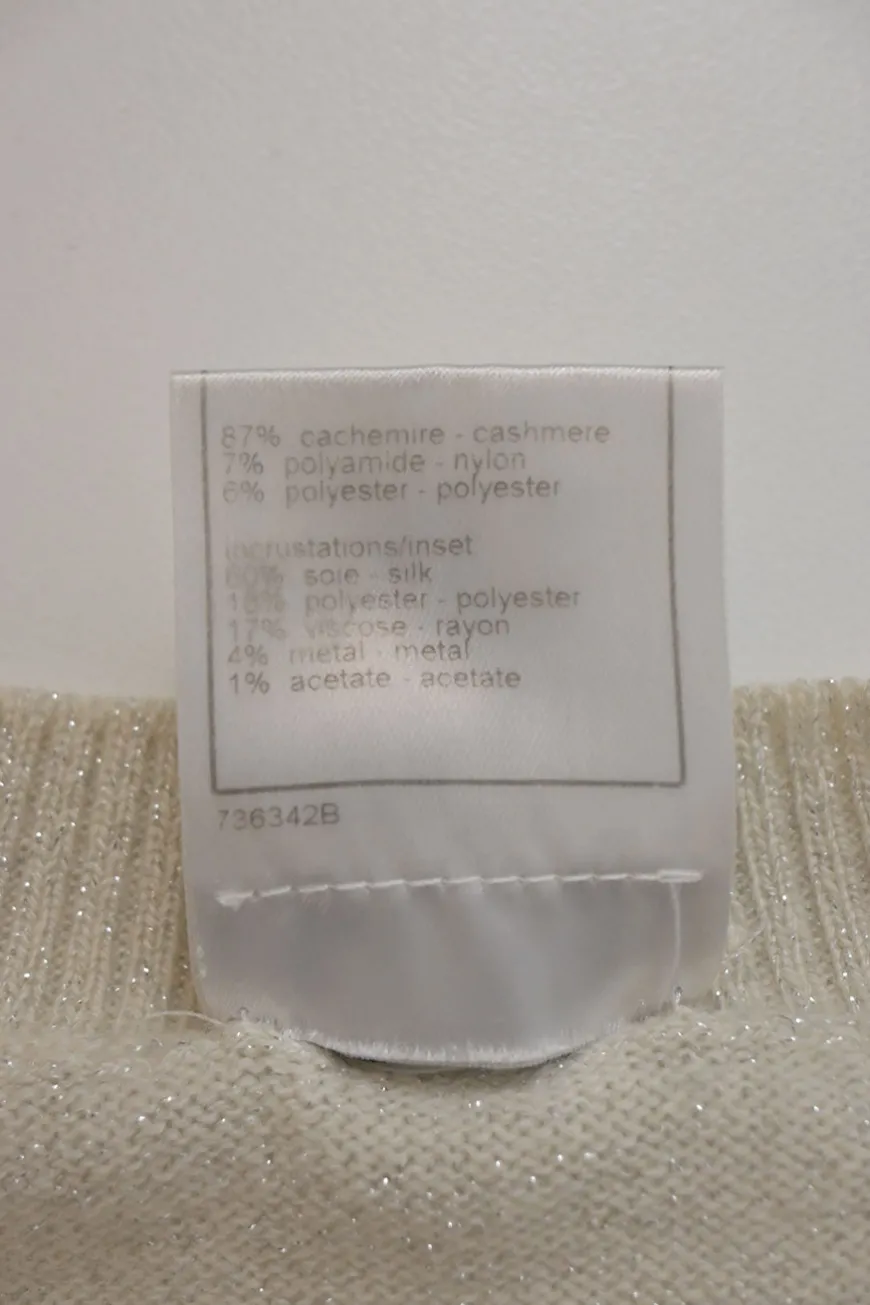 87% cachemire - cashmere
7% polyamide - nylon
6% polyester - polyester
incrustations/inset
60% soie - silk
18% polyester - polyester
17% viscose - rayon
4% metal - metal
1% acetate - acetate
736342B